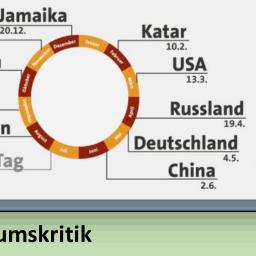 Jamaika
20.12.
Katar
10.2.
USA
13.3.
Russland
19.4.
Deutschland
4.5.
China
2.6.
Tag
Dezember
Januar
Februar
April
Mai
Juni
Juli
August
Oktober
November
umskritik